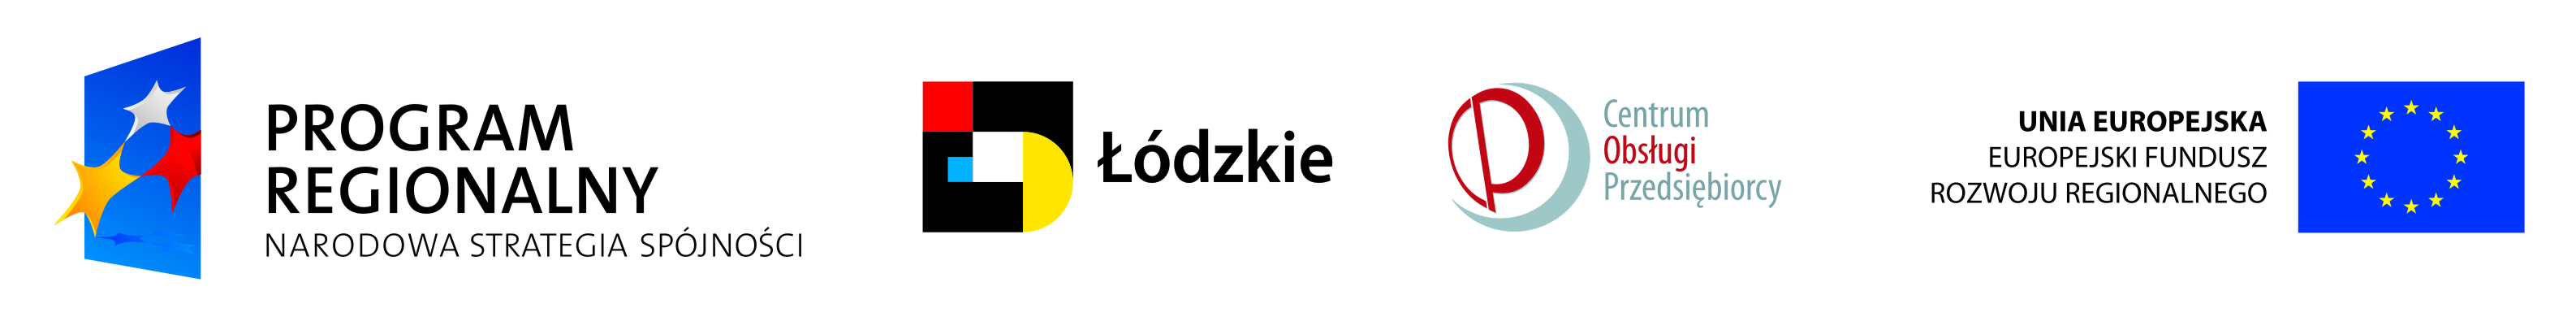 PROGRAM
REGIONALNY
NARODOWA STRATEGIA SPÓJNOŚCI
Łódzkie
Centrum
Obsługi
Przedsiębiorcy
UNIA EUROPEJSKA
EUROPEJSKI FUNDUSZ
ROZWOJU REGIONALNEGO